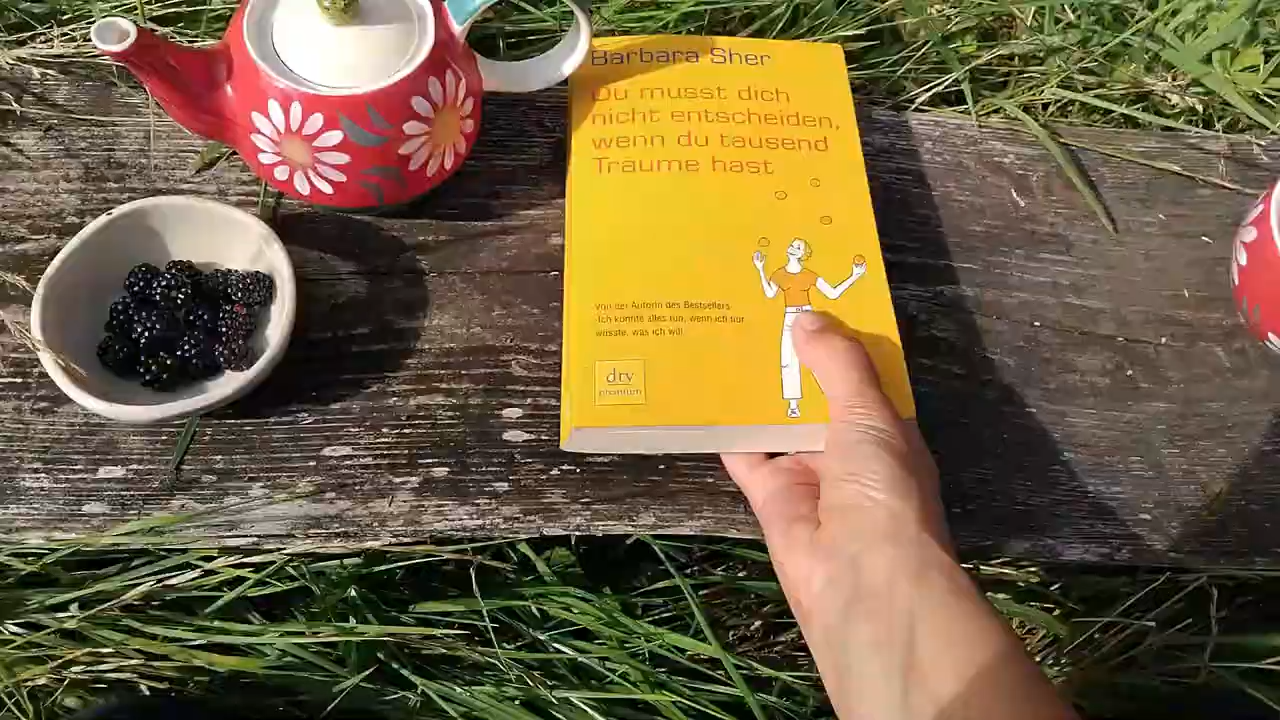 Barbara Sher
Du musst dich
nicht entscheiden,
wenn du tausend
Träume hast
Von der Autorin des Bestsellers
›Ich könnte alles tun, wenn ich nur
wüsste, was ich will‹
dtv
premium